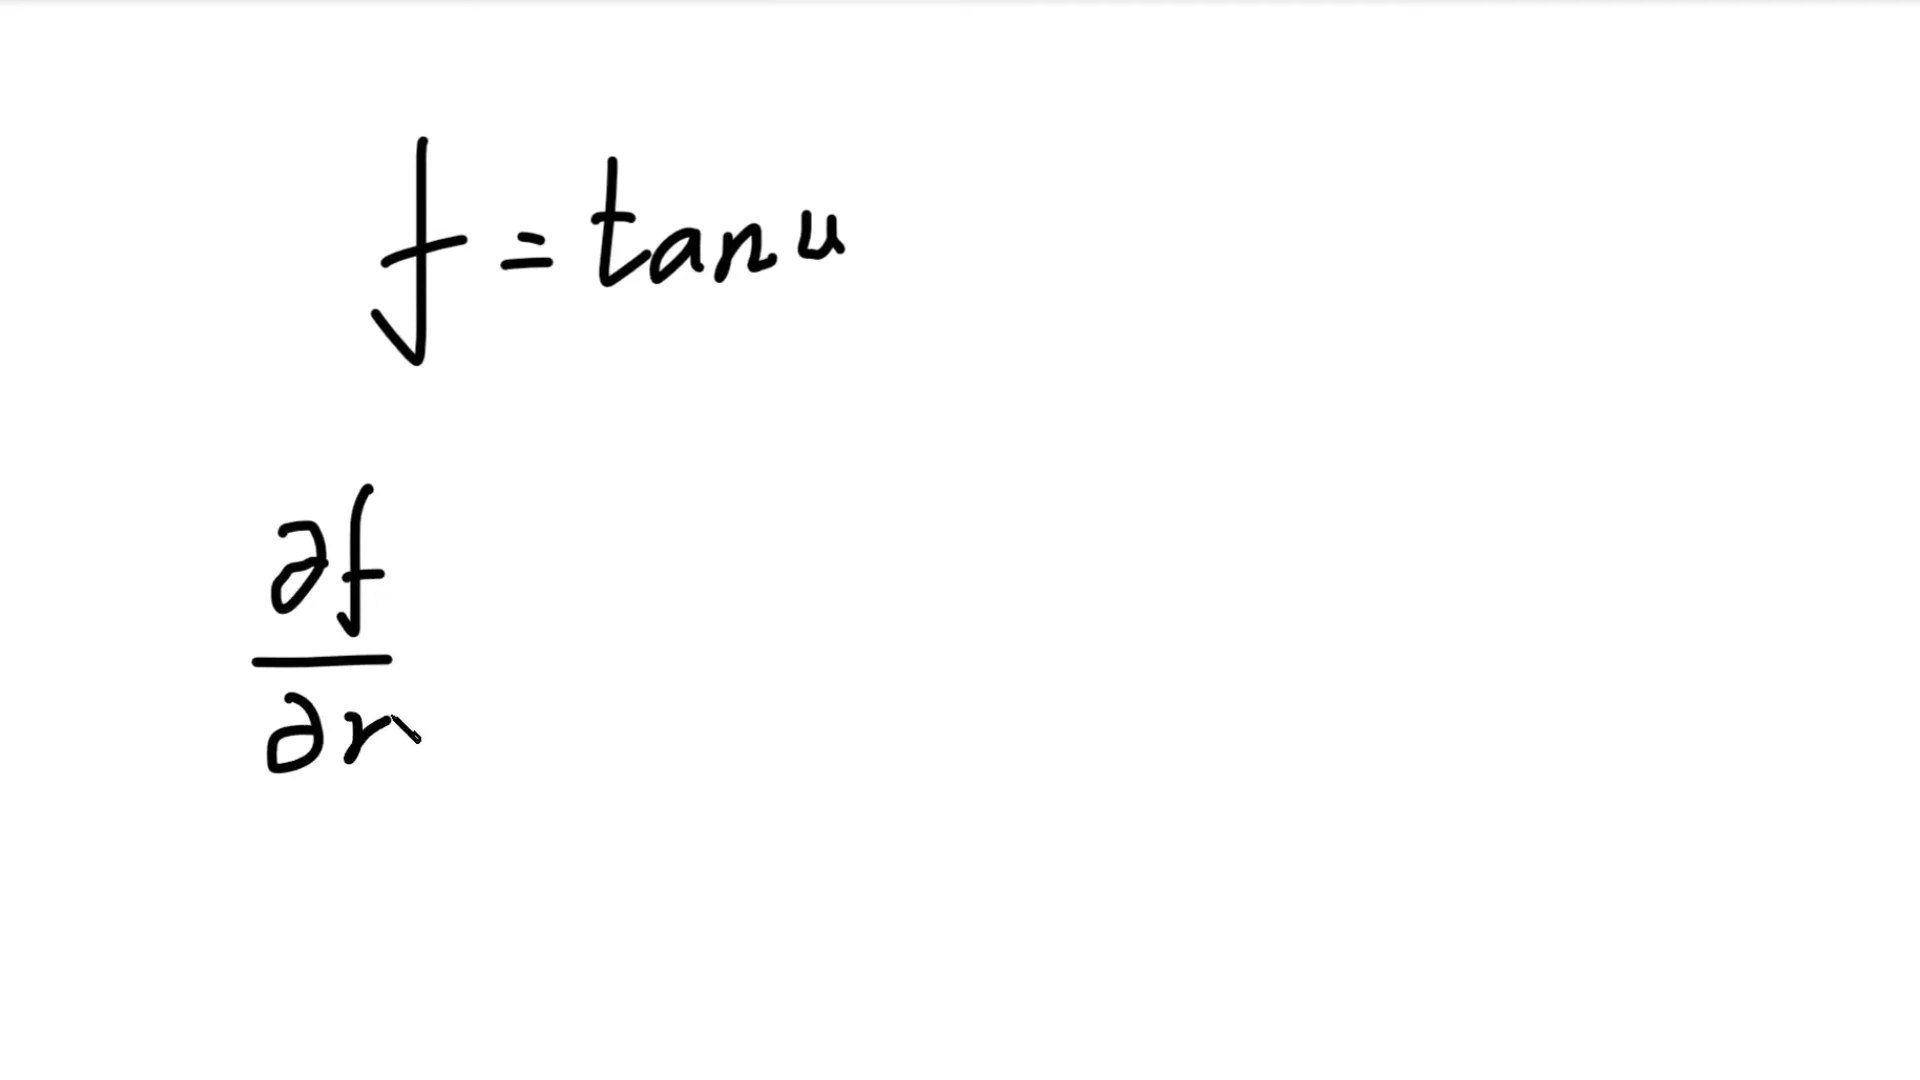 f = tan u
∂f
∂r